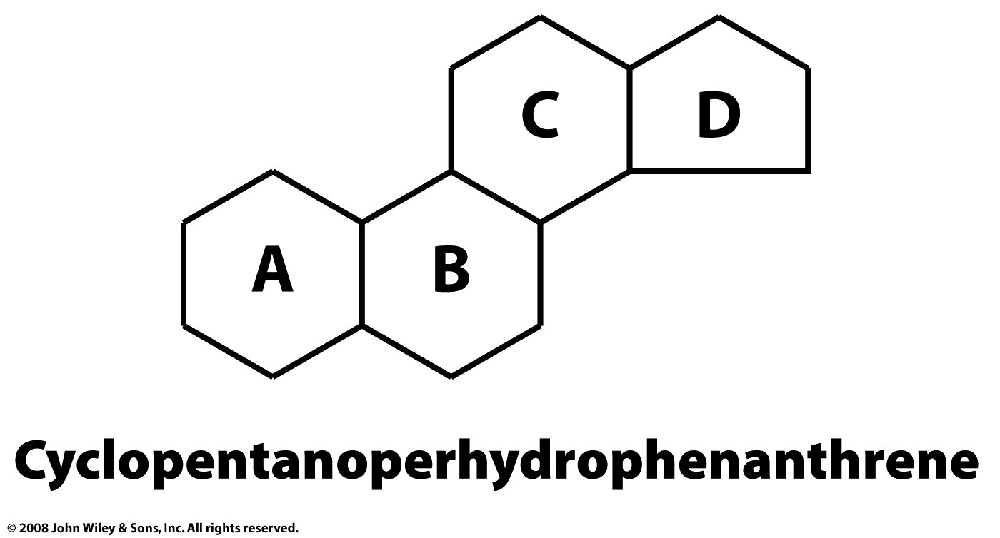 C
D
A
B
Cyclopentanoperhydrophenanthrene
© 2008 John Wiley & Sons, Inc. All rights reserved.